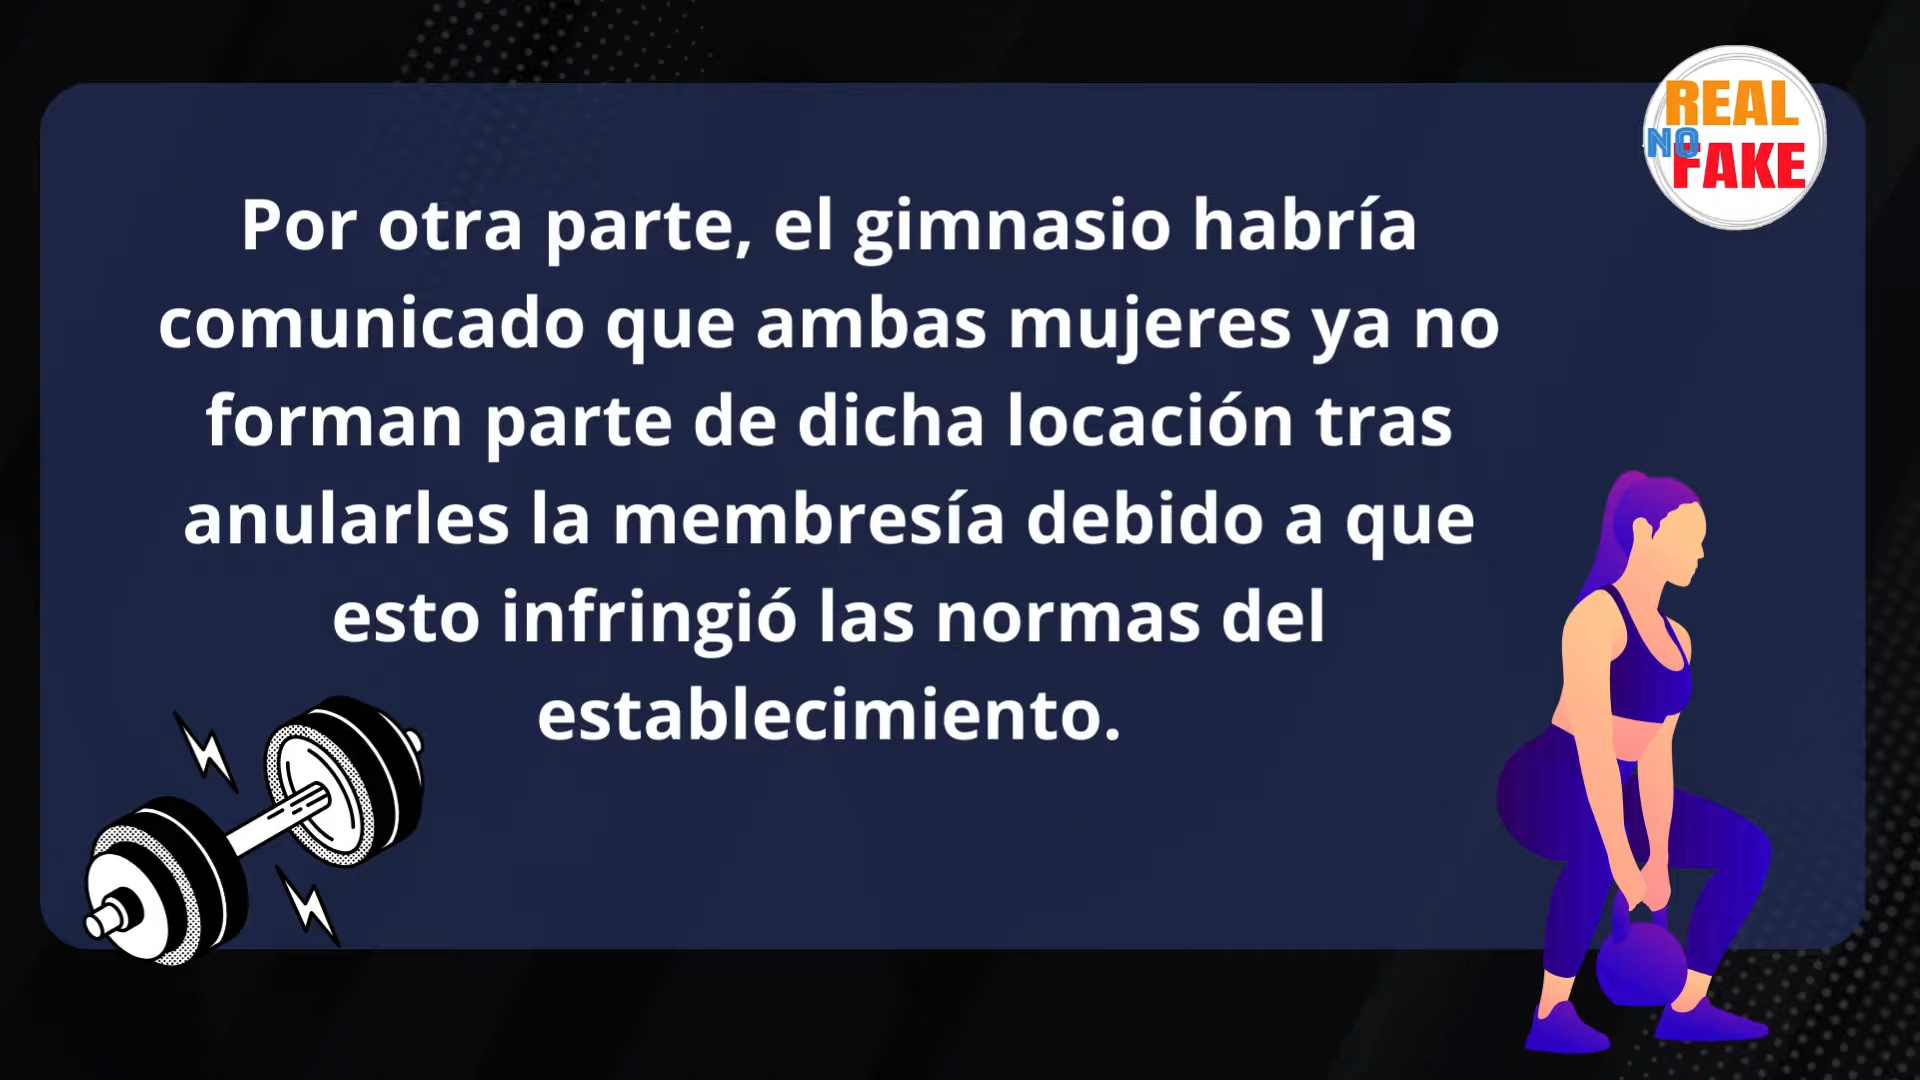 REAL
NO
FAKE
Por otra parte, el gimnasio habría
comunicado que ambas mujeres ya no
forman parte de dicha locación tras
anularles la membresía debido a que
esto infringió las normas del
establecimiento.